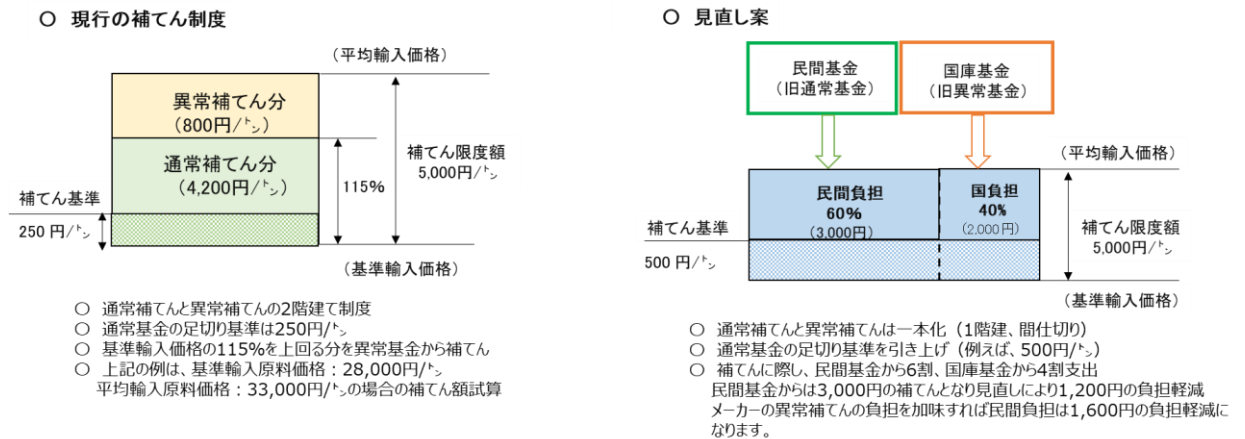 ○ 現行の補てん制度
（平均輸入価格）
異常補てん分
（800円/㌧）
通常補てん分
（4,200円/㌧）
115%
補てん限度額
5,000円/㌧
補てん基準
250 円/㌧
（基準輸入価格）
○ 通常補てんと異常補てんの2階建て制度
○ 通常基金の足切り基準は250円/㌧
○ 基準輸入価格の115%を上回る分を異常基金から補てん
○ 上記の例は、基準輸入原料価格：28,000円/㌧
平均輸入原料価格：33,000円/㌧の場合の補てん額試算
○ 見直し案
民間基金
（旧通常基金）
国庫基金
（旧異常基金）
（平均輸入価格）
民間負担
60%
（3,000円）
国負担
40%
（2,000円）
補てん基準
500 円/㌧
補てん限度額
5,000円/㌧
（基準輸入価格）
○ 通常補てんと異常補てんは一本化（1階建、間仕切り）
○ 通常基金の足切り基準を引き上げ（例えば、500円/㌧）
○ 補てんに際し、民間基金から6割、国庫基金から4割支出
民間基金からは3,000円の補てんとなり見直しにより1,200円の負担軽減
メーカーの異常補てんの負担を加味すれば民間負担は1,600円の負担軽減に
なります。